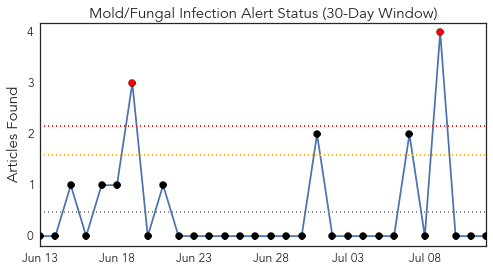 Mold/Fungal Infection Alert Status (30-Day Window)
Articles Found
4
3
2
1
0
Jun 13 Jun 18 Jun 23 Jun 28 Jul 03 Jul 08